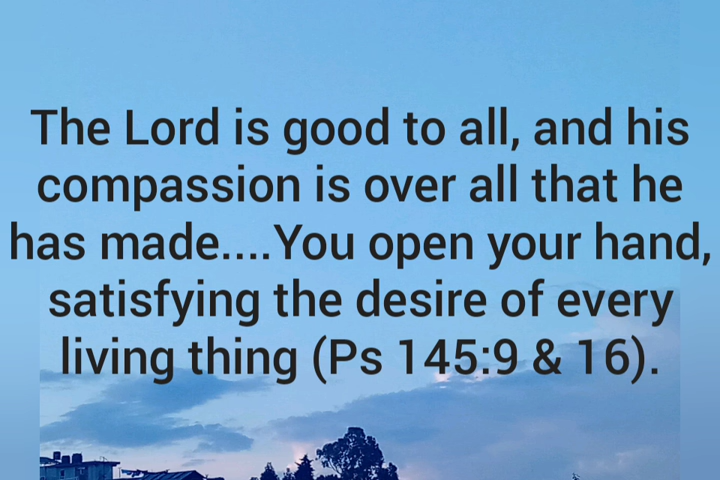 The Lord is good to all, and his
compassion is over all that he
has made....You open your hand,
satisfying the desire of every
living thing (Ps 145:9 & 16).